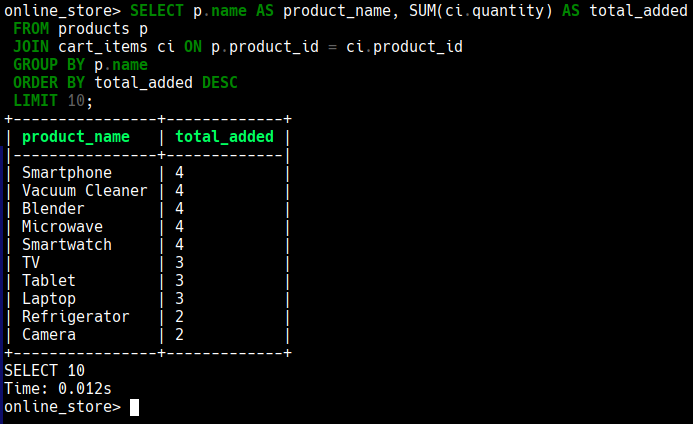 online_store> SELECT p.name AS product_name, SUM(ci.quantity) AS total_added
 FROM products p
 JOIN cart_items ci ON p.product_id = ci.product_id
 GROUP BY p.name
 ORDER BY total_added DESC
 LIMIT 10;
+----------------+-------------+
| product_name   | total_added |
|----------------+-------------|
| Smartphone     | 4           |
| Vacuum Cleaner | 4           |
| Blender        | 4           |
| Microwave      | 4           |
| Smartwatch     | 4           |
| TV             | 3           |
| Tablet         | 3           |
| Laptop         | 3           |
| Refrigerator   | 2           |
| Camera         | 2           |
+----------------+-------------+
SELECT 10
Time: 0.012s
online_store>